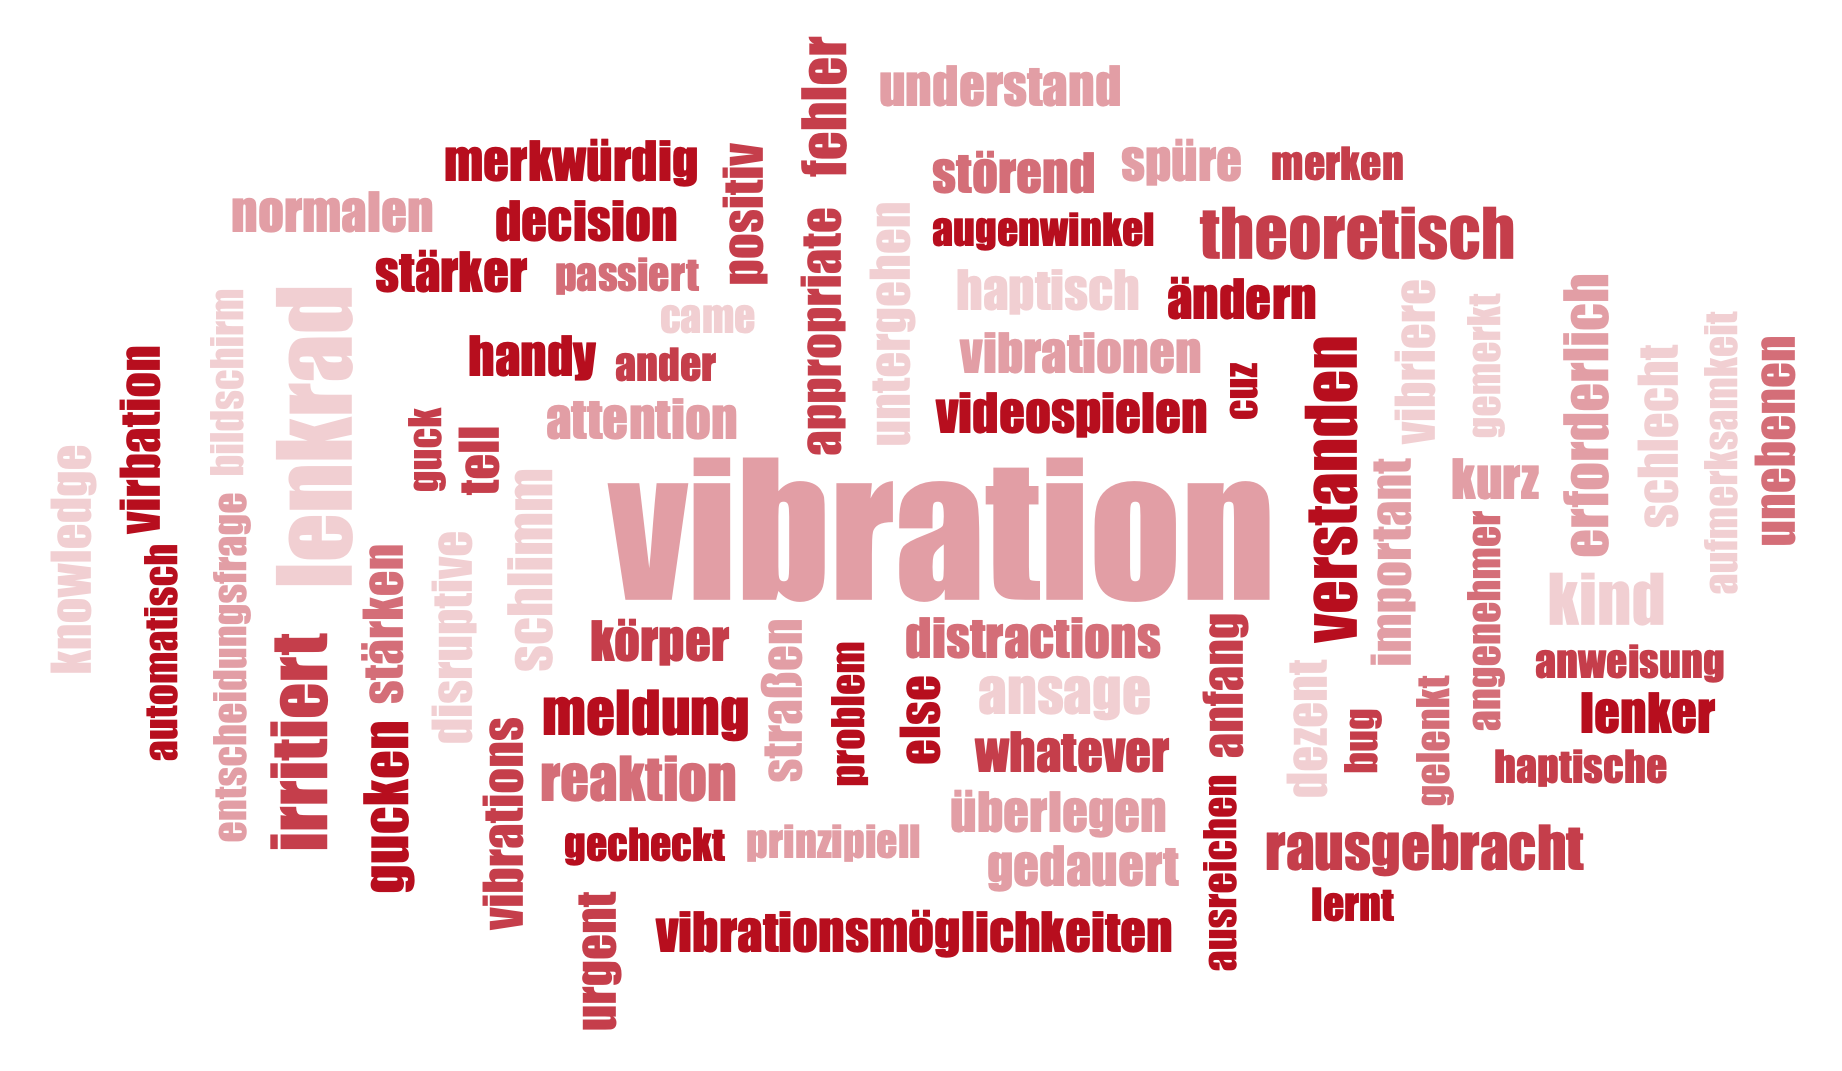 fehler
understand
merkwürdig
positiv
störend
spüre
merken
normalen
decision
appropriate
untergehen
augenwinkel
theoretisch
stärker
passiert
haptisch
ändern
came
lenkrad
bildschirm
handy
ander
vibrationen
vibriere
gemerkt
erforderlich
schlecht
aufmerksamkeit
unebenen
virbation
attention
videospielen
cuz
verstanden
guck
tell
knowledge
vibration
important
kurz
schlimm
entscheidungsfrage
automatisch
stärken
disruptive
angenehmer
kind
körper
straßen
problem
distractions
anfang
anweisung
irritiert
meldung
else
ansage
dezent
bug
gelenkt
lenker
gucken
vibrations
reaktion
whatever
haptische
gecheckt
prinzipiell
überlegen
gedauert
ausreichen
rausgebracht
urgent
vibrationsmöglichkeiten
lernt